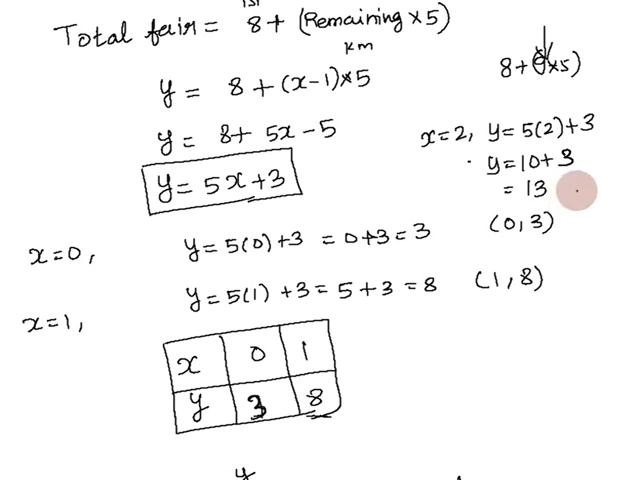 1st
Total fair = 8 + (Remaining × 5)
km
y = 8 + (x-1)×5
y = 8 + 5x - 5
y = 5x + 3
8 + (×5)
x = 2, y = 5(2) + 3
y = 10 + 3
= 13
(0, 3)
x = 0, y = 5(0) + 3 = 0 + 3 = 3
x = 1, y = 5(1) + 3 = 5 + 3 = 8 (1, 8)
x 0 1
y 3 8
y